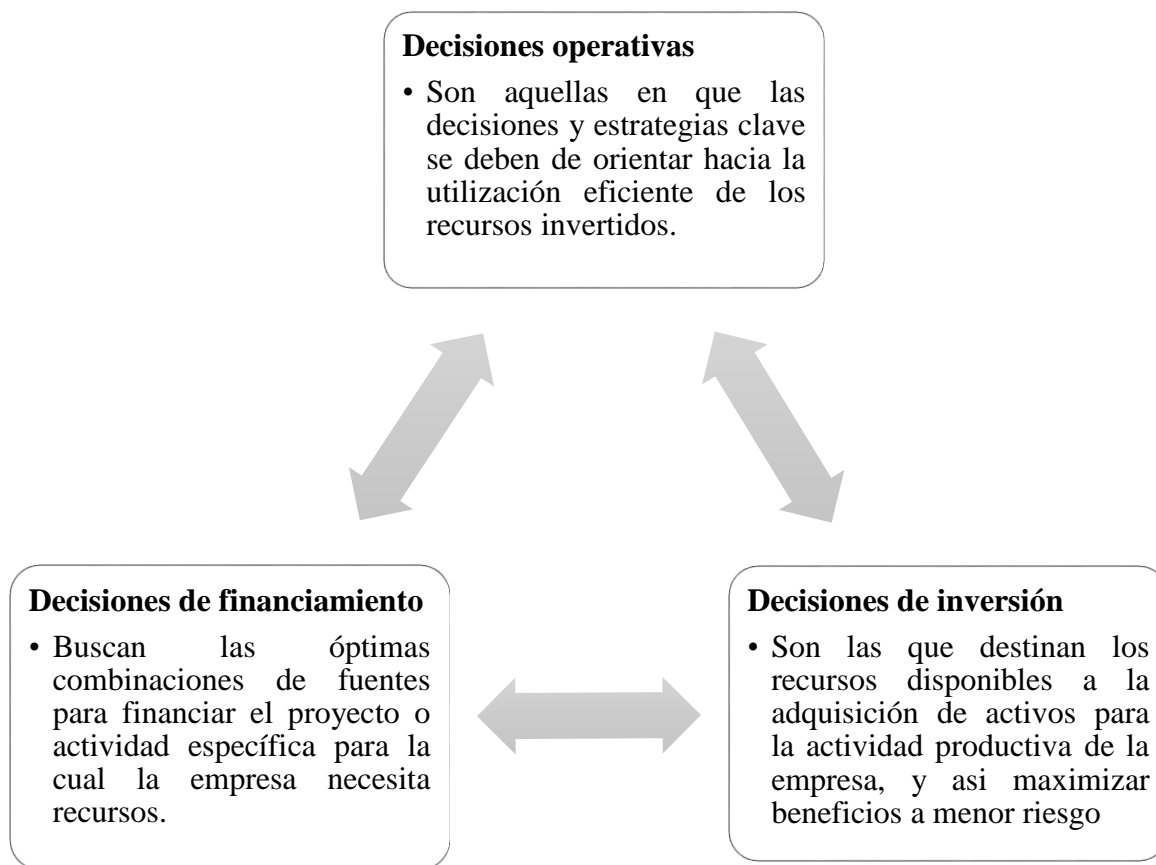 Decisiones operativas
• Son aquellas en que las
decisiones y estrategias clave
se deben de orientar hacia la
utilización eficiente de los
recursos invertidos.
Decisiones de financiamiento
• Buscan las óptimas
combinaciones de fuentes
para financiar el proyecto o
actividad específica para la
cual la empresa necesita
recursos.
Decisiones de inversión
• Son las que destinan los
recursos disponibles a la
adquisición de activos para
la actividad productiva de la
empresa, y asi maximizar
beneficios a menor riesgo